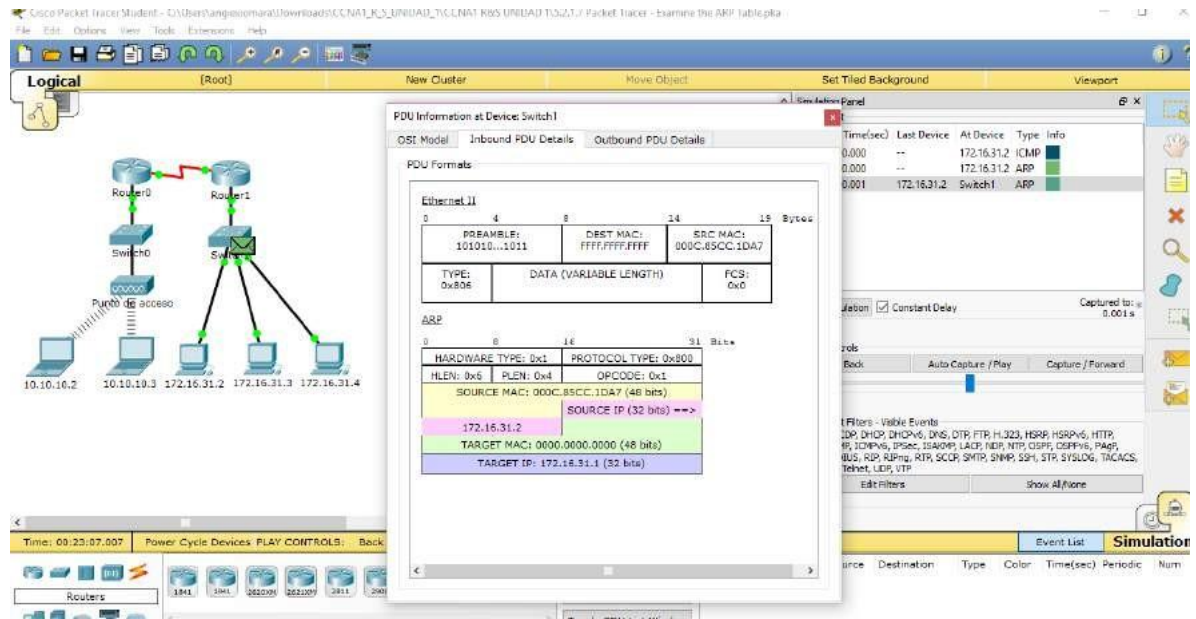 Cisco Packet Tracer Student - C:\Users\angiexiomara\Downloads\CCNA1_R_S_UNIDAD_1\CCNA1 R&S UNIDAD 1\5.2.1.7 Packet Tracer - Examine the ARP Table.pka
File Edit Options View Tools Extensions Help
Logical [Root] New Cluster Move Object Set Tiled Background Viewport
Simulation Panel
PDU Information at Device: Switch1
OSI Model Inbound PDU Details Outbound PDU Details
PDU Formats
Ethernet II
0 4 8 14 19 Bytes
PREAMBLE: 101010...1011
DEST MAC: FFFF.FFFF.FFFF
SRC MAC: 000C.85CC.1DA7
TYPE: 0x806
DATA (VARIABLE LENGTH)
FCS: 0x0
ARP
0 8 16 31 Bits
HARDWARE TYPE: 0x1 PROTOCOL TYPE: 0x800
HLEN: 0x6 PLEN: 0x4 OPCODE: 0x1
SOURCE MAC: 000C.85CC.1DA7 (48 bits)
SOURCE IP (32 bits) ==>
172.16.31.2
TARGET MAC: 0000.0000.0000 (48 bits)
TARGET IP: 172.16.31.1 (32 bits)
Router0
Router1
Switch0
Punto de acceso
10.10.10.3 172.16.31.2 172.16.31.3 172.16.31.4
Time(sec) Last Device At Device Type Info
0.000 -- 172.16.31.2 ICMP
0.000 -- 172.16.31.2 ARP
0.001 172.16.31.2 Switch1 ARP
Constant Delay
Captured to:
0.001 s
Back Auto Capture / Play Capture / Forward
Filters - Visible Events
DHCP, DHCPv6, DNS, DTP, FTP, H.323, HSRP, HSRPv6, HTTP,
ICMPv6, IPSec, ISAKMP, LACP, NDP, NTP, OSPF, OSPFv6, PAgP,
RIP, RIPng, RTP, SCCP, SMTP, SNMP, SSH, STP, SYSLOG, TACACS,
Telnet, UDP, VTP
Edit Filters Show All/None
Time: 00:23:07.007 Power Cycle Devices PLAY CONTROLS: Back
Event List Simulation
Routers
1841 1941 2620XM 2621XM 2811
Destination Type Color Time(sec) Periodic Num